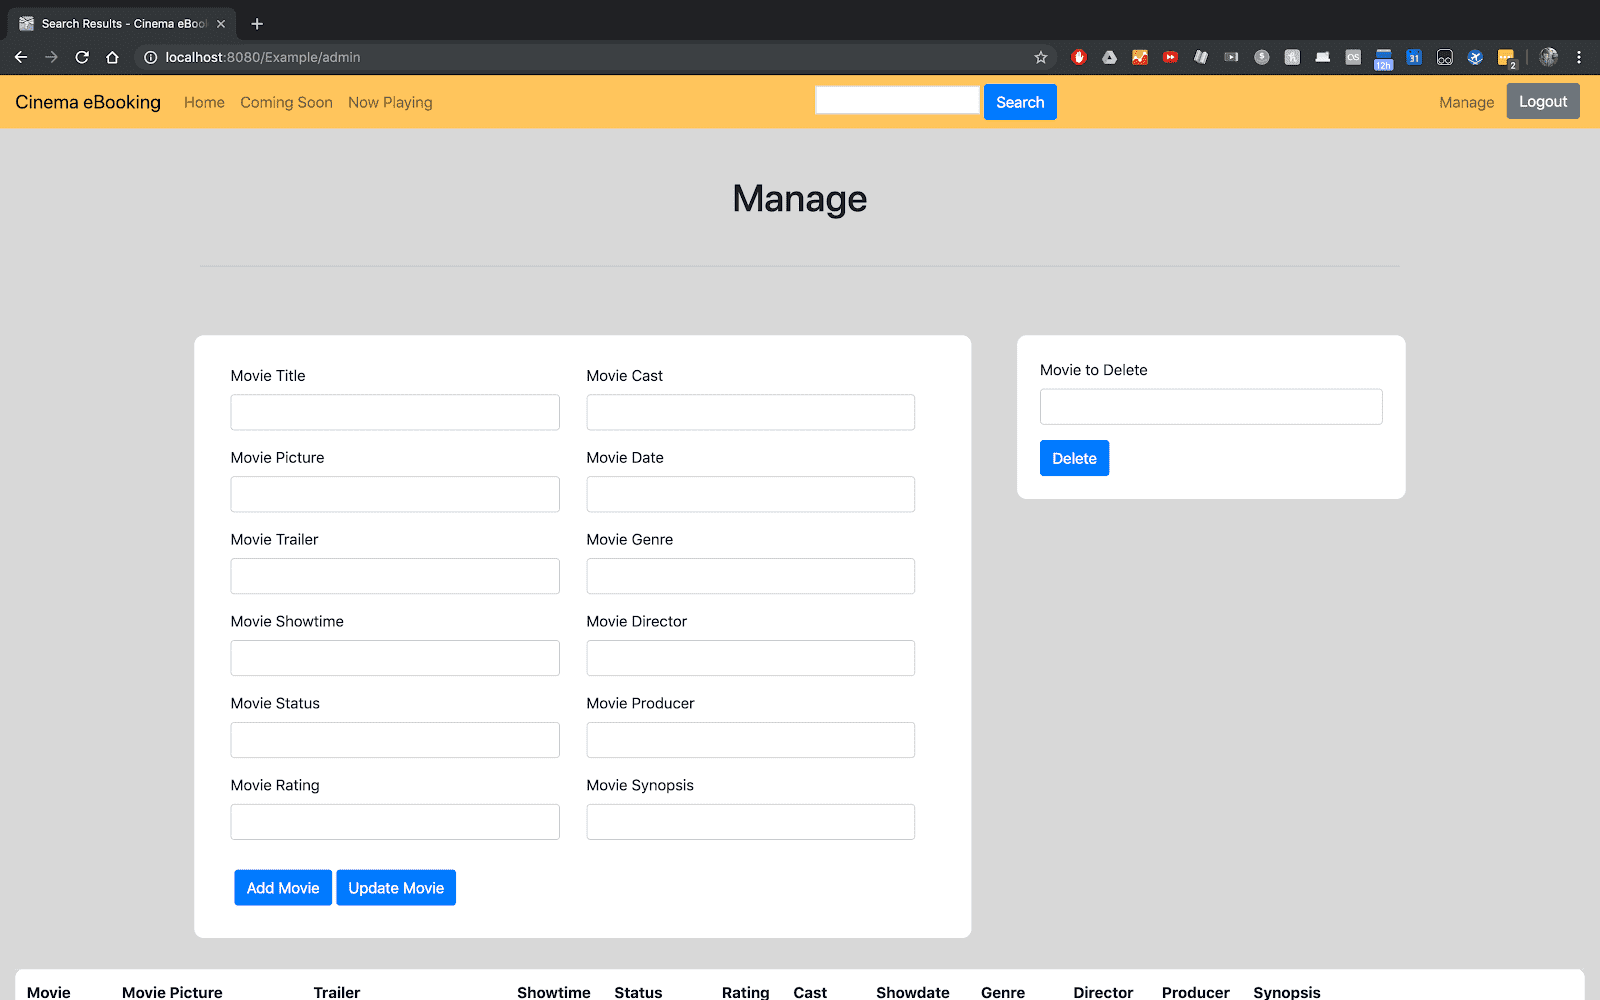 Search Results - Cinema eBool
localhost:8080/Example/admin
12h
31
2
Cinema eBooking Home Coming Soon Now Playing Search Manage Logout
Manage
Movie Title Movie Cast
Movie to Delete
Movie Picture Movie Date
Delete
Movie Trailer Movie Genre
Movie Showtime Movie Director
Movie Status Movie Producer
Movie Rating Movie Synopsis
Add Movie Update Movie
Movie Movie Picture Trailer Showtime Status Rating Cast Showdate Genre Director Producer Synopsis